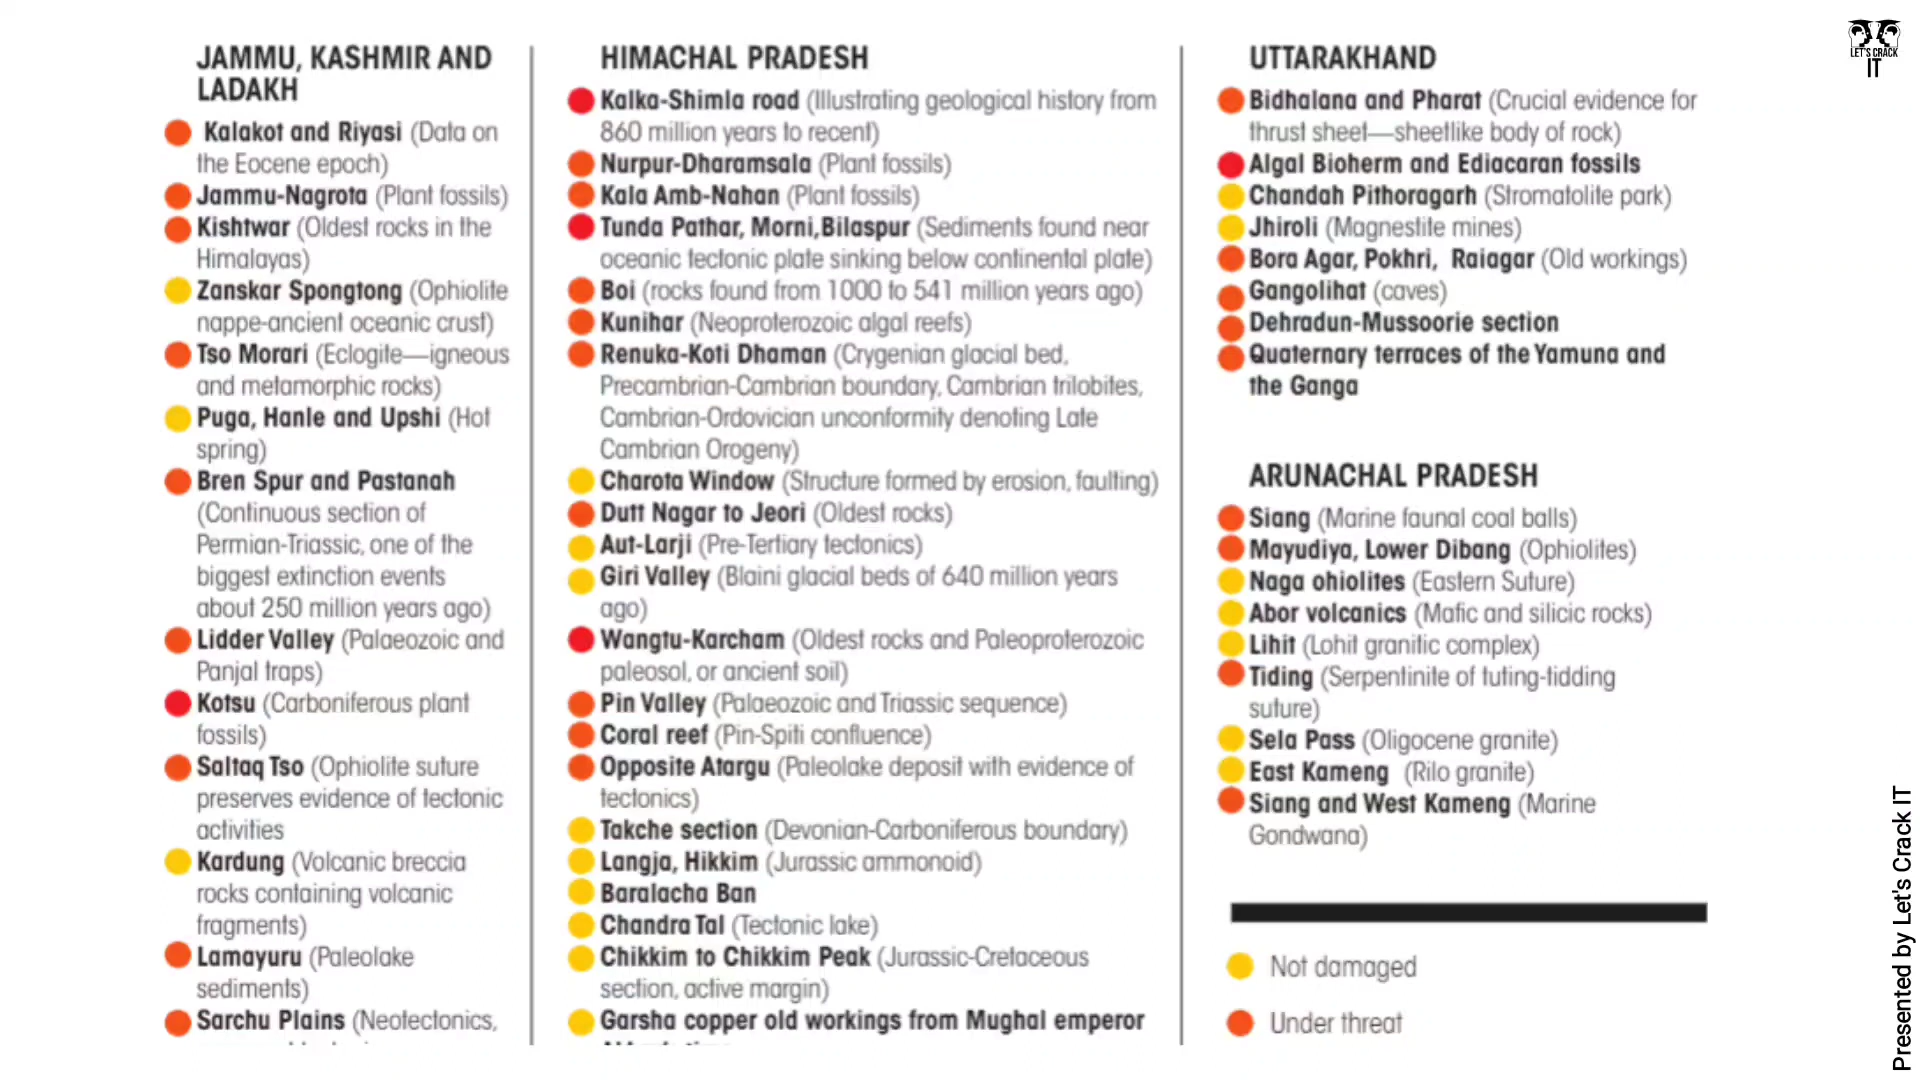 JAMMU, KASHMIR AND
LADAKH
Kalakot and Riyasi (Data on
the Eocene epoch)
Jammu-Nagrota (Plant fossils)
Kishtwar (Oldest rocks in the
Himalayas)
Zanskar Spongtong (Ophiolite
nappe-ancient oceanic crust)
Tso Morari (Eclogite—igneous
and metamorphic rocks)
Puga, Hanle and Upshi (Hot
spring)
Bren Spur and Pastanah
(Continuous section of
Permian-Triassic, one of the
biggest extinction events
about 250 million years ago)
Lidder Valley (Palaeozoic and
Panjal traps)
Kotsu (Carboniferous plant
fossils)
Saltaq Tso (Ophiolite suture
preserves evidence of tectonic
activities
Kardung (Volcanic breccia
rocks containing volcanic
fragments)
Lamayuru (Paleolake
sediments)
Sarchu Plains (Neotectonics,
HIMACHAL PRADESH
Kalka-Shimla road (Illustrating geological history from
860 million years to recent)
Nurpur-Dharamsala (Plant fossils)
Kala Amb-Nahan (Plant fossils)
Tunda Pathar, Morni,Bilaspur (Sediments found near
oceanic tectonic plate sinking below continental plate)
Boi (rocks found from 1000 to 541 million years ago)
Kunihar (Neoproterozoic algal reefs)
Renuka-Koti Dhaman (Crygenian glacial bed,
Precambrian-Cambrian boundary, Cambrian trilobites,
Cambrian-Ordovician unconformity denoting Late
Cambrian Orogeny)
Charota Window (Structure formed by erosion, faulting)
Dutt Nagar to Jeori (Oldest rocks)
Aut-Larji (Pre-Tertiary tectonics)
Giri Valley (Blaini glacial beds of 640 million years
ago)
Wangtu-Karcham (Oldest rocks and Paleoproterozoic
paleosol, or ancient soil)
Pin Valley (Palaeozoic and Triassic sequence)
Coral reef (Pin-Spiti confluence)
Opposite Atargu (Paleolake deposit with evidence of
tectonics)
Takche section (Devonian-Carboniferous boundary)
Langja, Hikkim (Jurassic ammonoid)
Baralacha Ban
Chandra Tal (Tectonic lake)
Chikkim to Chikkim Peak (Jurassic-Cretaceous
section, active margin)
Garsha copper old workings from Mughal emperor
UTTARAKHAND
Bidhalana and Pharat (Crucial evidence for
thrust sheet—sheetlike body of rock)
Algal Bioherm and Ediacaran fossils
Chandah Pithoragarh (Stromatolite park)
Jhiroli (Magnestite mines)
Bora Agar, Pokhri, Raiagar (Old workings)
Gangolihat (caves)
Dehradun-Mussoorie section
Quaternary terraces of the Yamuna and
the Ganga
ARUNACHAL PRADESH
Siang (Marine faunal coal balls)
Mayudiya, Lower Dibang (Ophiolites)
Naga ohiolites (Eastern Suture)
Abor volcanics (Mafic and silicic rocks)
Lihit (Lohit granitic complex)
Tiding (Serpentinite of tuting-tidding
suture)
Sela Pass (Oligocene granite)
East Kameng (Rilo granite)
Siang and West Kameng (Marine
Gondwana)
Not damaged
Under threat
LET'S CRACK
IT
Presented by Let's Crack IT